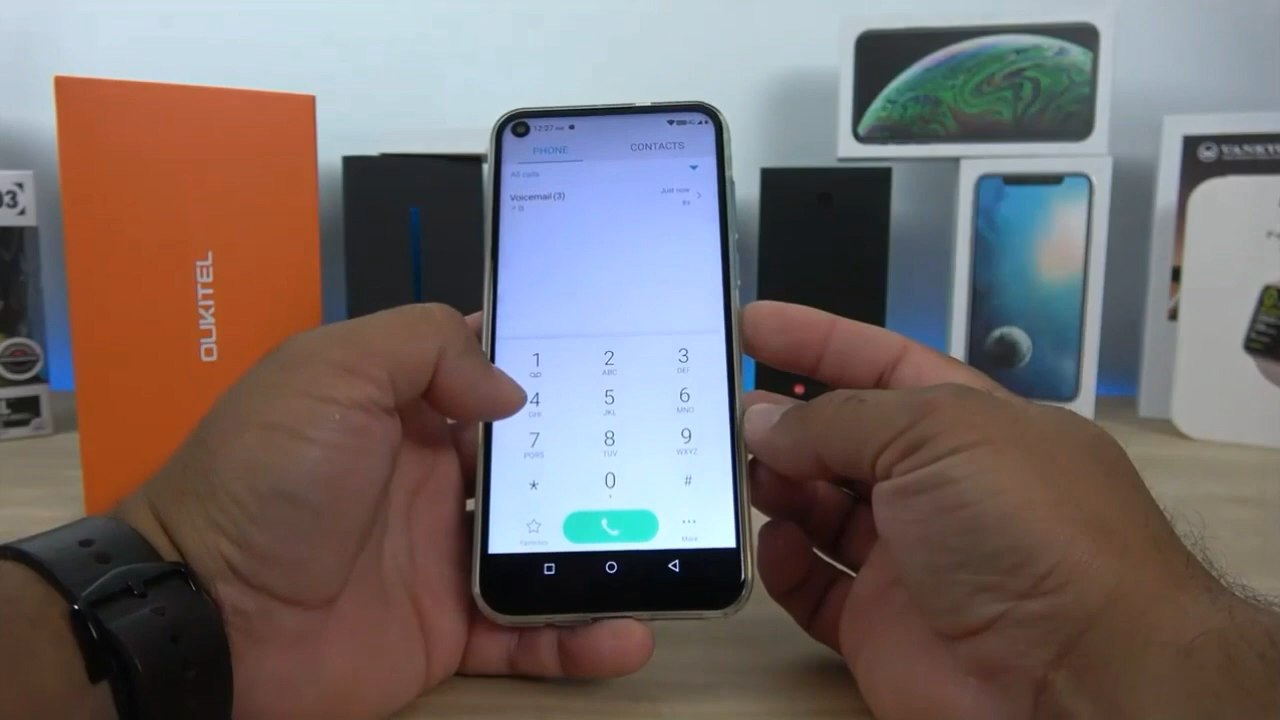 03
OUKITEL
12:27
PHONE
CONTACTS
All calls
Voicemail (3)
Just now
1
2
ABC
3
DEF
4
GHI
5
JKL
6
MNO
7
PQRS
8
TUV
9
WXYZ
*
0
+
#
Favorites
More